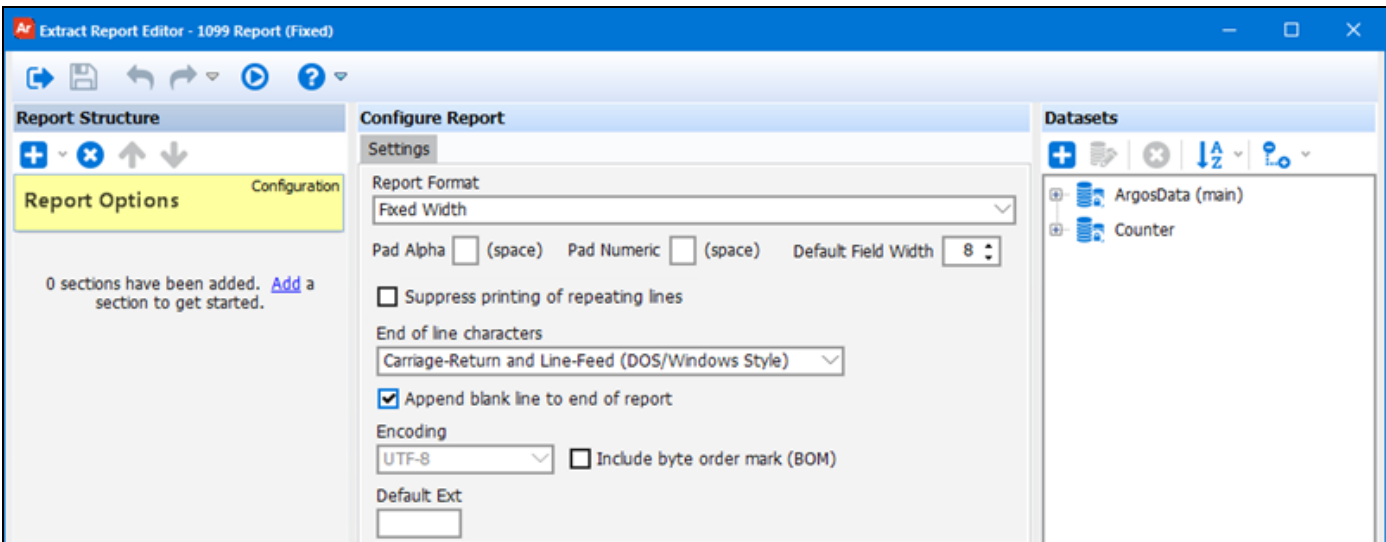 Ar Extract Report Editor - 1099 Report (Fixed)
Report Structure
Configuration
Report Options
0 sections have been added. Add a
section to get started.
Configure Report
Settings
Report Format
Fixed Width
Pad Alpha (space) Pad Numeric (space) Default Field Width 8
Suppress printing of repeating lines
End of line characters
Carriage-Return and Line-Feed (DOS/Windows Style)
Append blank line to end of report
Encoding
UTF-8 Include byte order mark (BOM)
Default Ext
Datasets
A
Z
ArgosData (main)
Counter